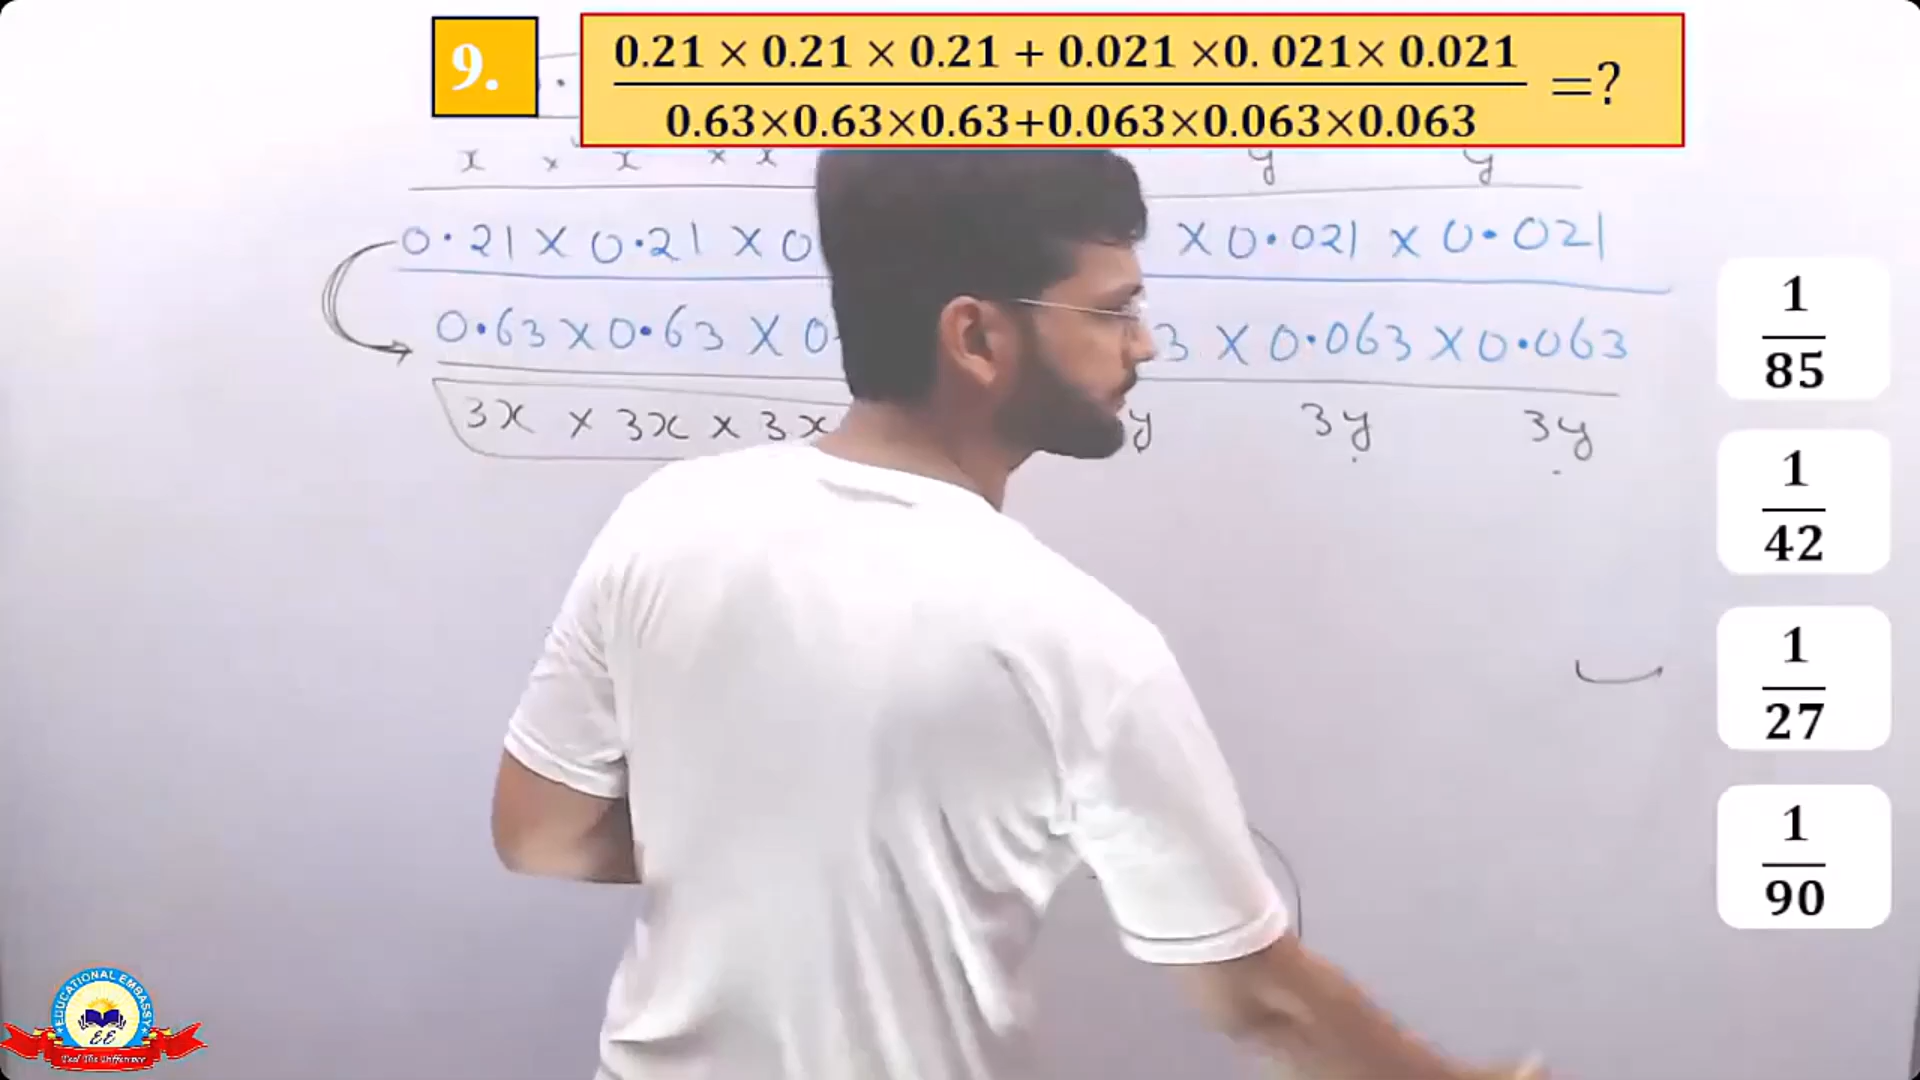 9.
0.21 × 0.21 × 0.21 + 0.021 ×0. 021× 0.021
0.63×0.63×0.63+0.063×0.063×0.063
=?
x × x × x y y
0.21 × 0.21 × 0 × 0.021 × 0.021
0.63 × 0.63 × 0 3 × 0.063 × 0.063
3x × 3x × 3x y 3y 3y
1
85
1
42
1
27
1
90
EDUCATIONAL EMBASSY
EE
Feel The Difference